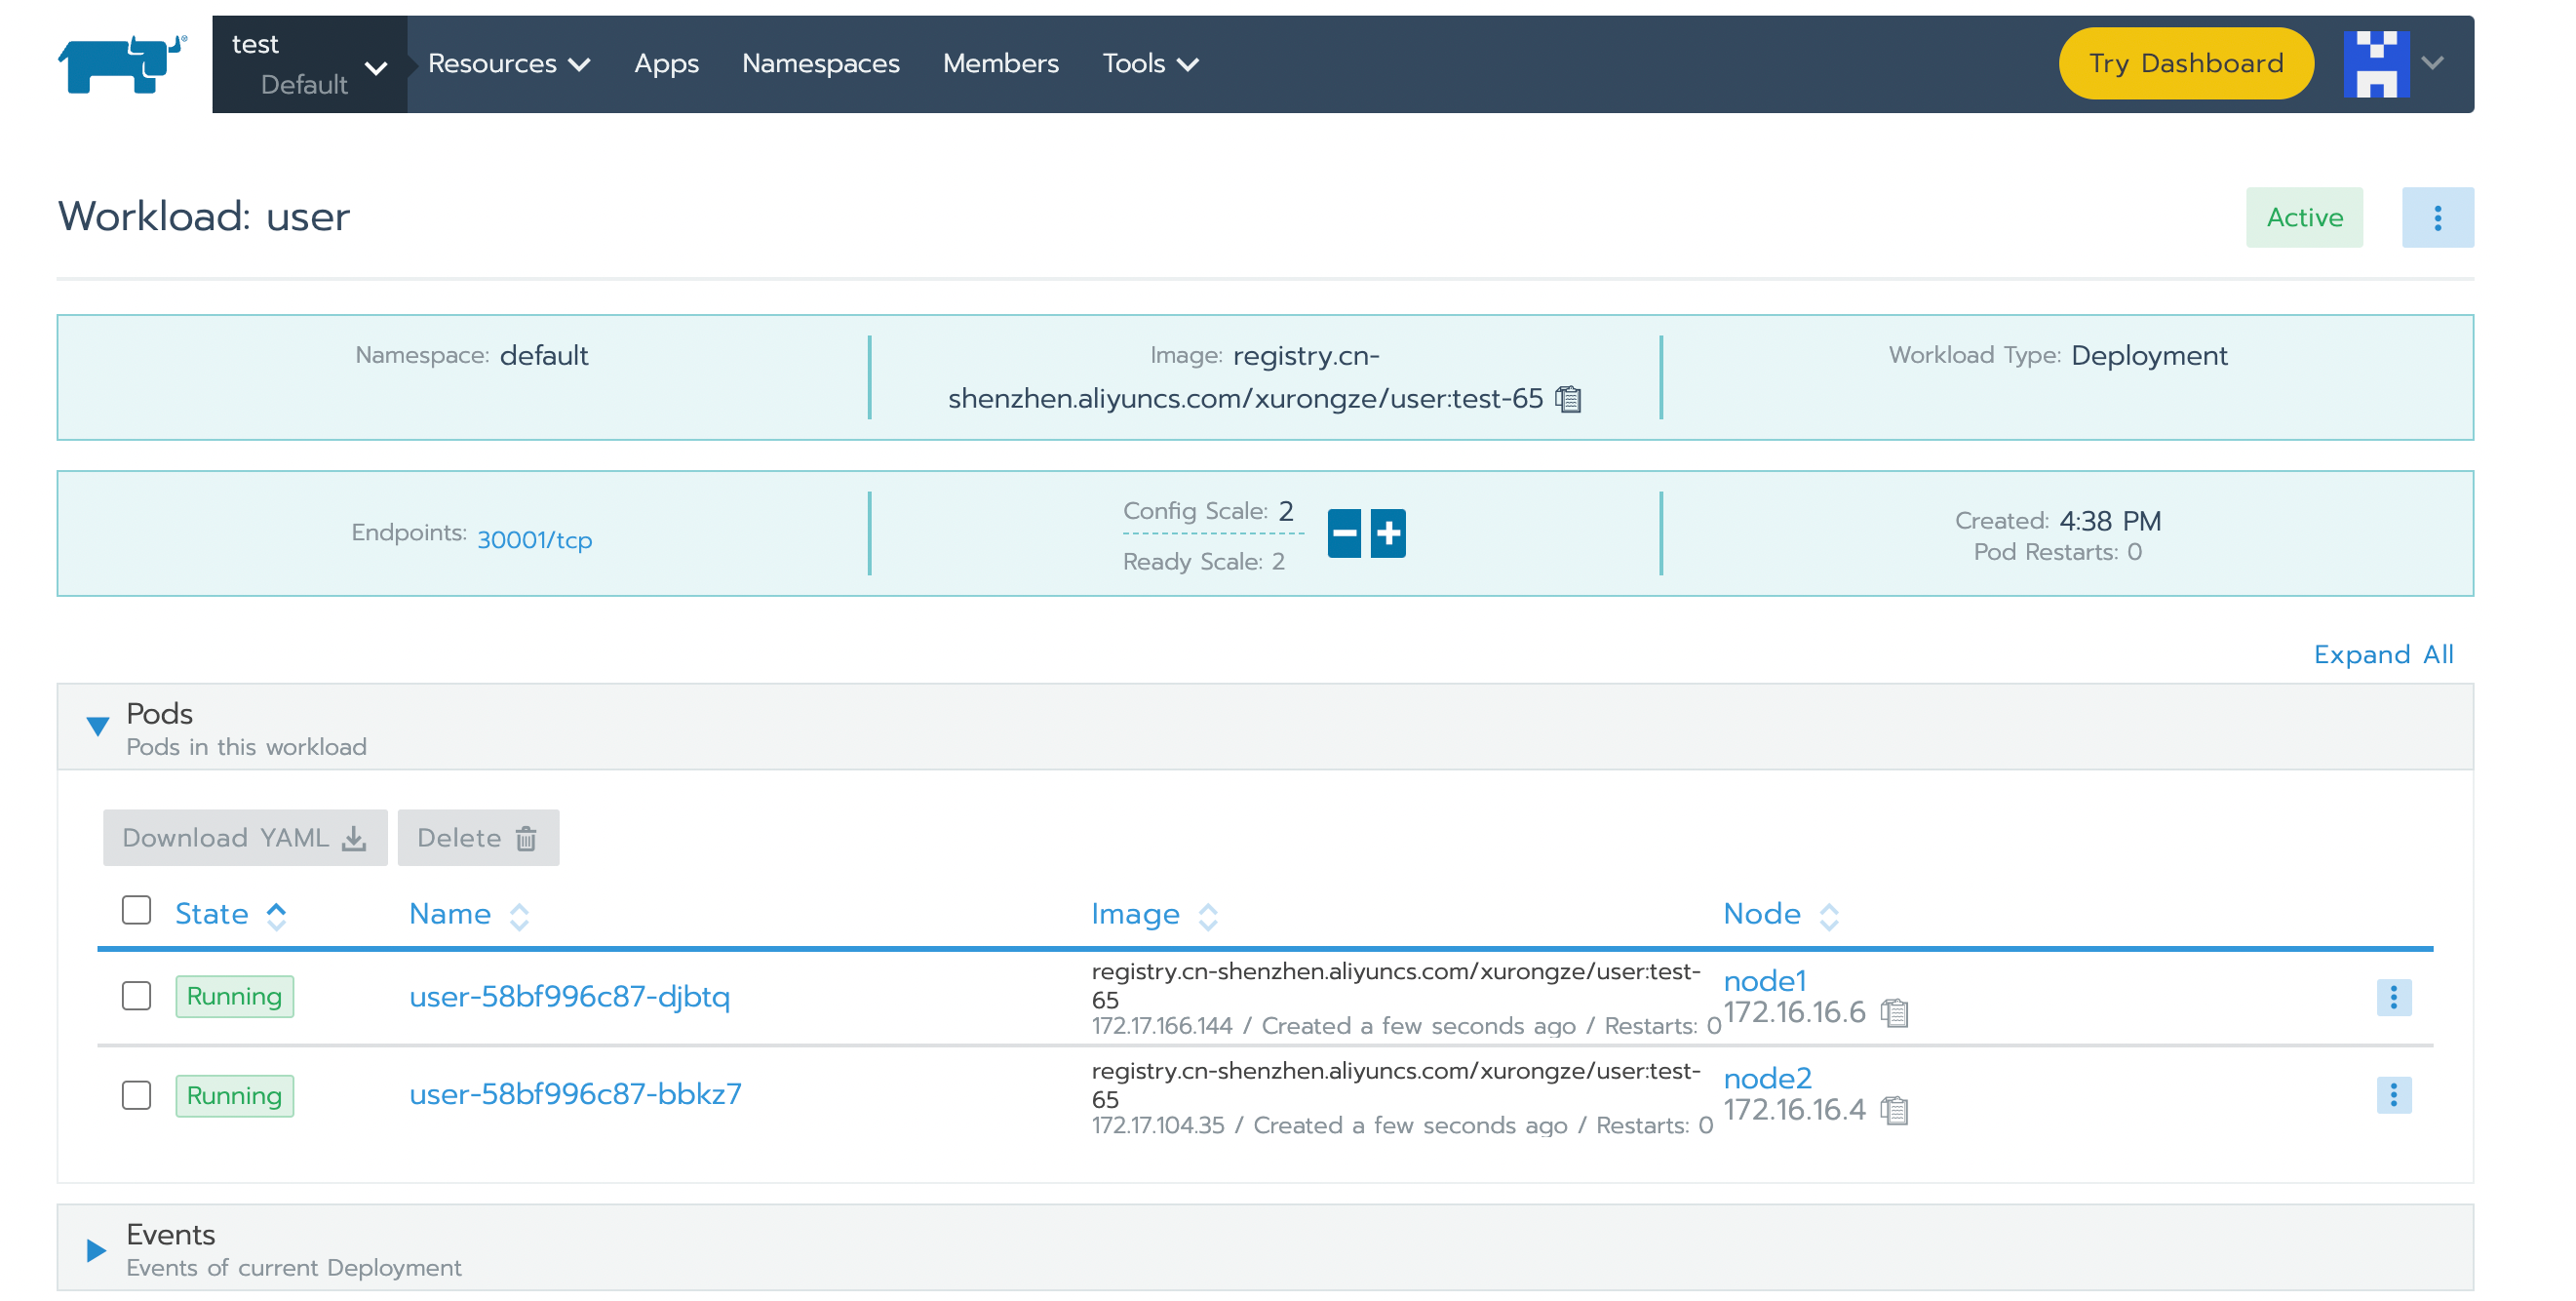 test
Default
Resources
Apps
Namespaces
Members
Tools
Try Dashboard
Workload: user
Active
Namespace: default
Image: registry.cn-
shenzhen.aliyuncs.com/xurongze/user:test-65
Workload Type: Deployment
Endpoints: 30001/tcp
Config Scale: 2
Ready Scale: 2
Created: 4:38 PM
Pod Restarts: 0
Expand All
Pods
Pods in this workload
Download YAML
Delete
State
Name
Image
Node
Running
user-58bf996c87-djbtq
registry.cn-shenzhen.aliyuncs.com/xurongze/user:test-
65
172.17.166.144 / Created a few seconds ago / Restarts: 0
node1
172.16.16.6
Running
user-58bf996c87-bbkz7
registry.cn-shenzhen.aliyuncs.com/xurongze/user:test-
65
172.17.104.35 / Created a few seconds ago / Restarts: 0
node2
172.16.16.4
Events
Events of current Deployment